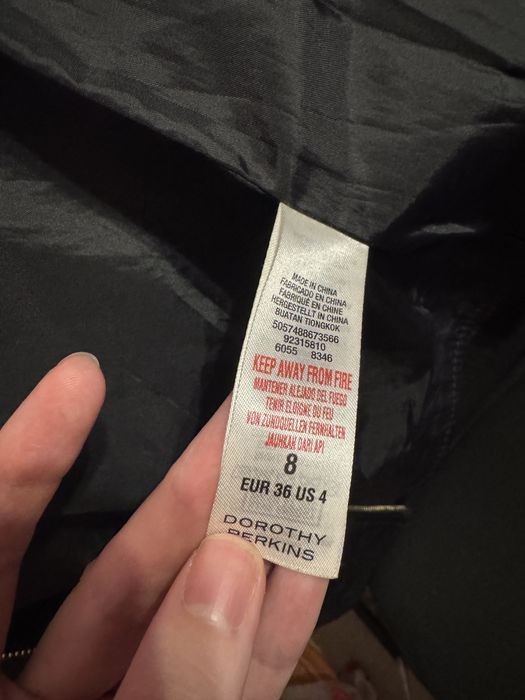 MADE IN CHINA
FABRICADO EN CHINA
FABRIQUÉ EN CHINE
HERGESTELLT IN CHINA
BUATAN TIONGKOK
5057488673566
92315810
6055 8346
KEEP AWAY FROM FIRE
MANTENER ALEJADO DEL FUEGO
TENIR ELOIGNE DU FEU
VON ZUNDQUELLEN FERNHALTEN
JAUHKAN DARI API
8
EUR 36 US 4
DOROTHY
PERKINS